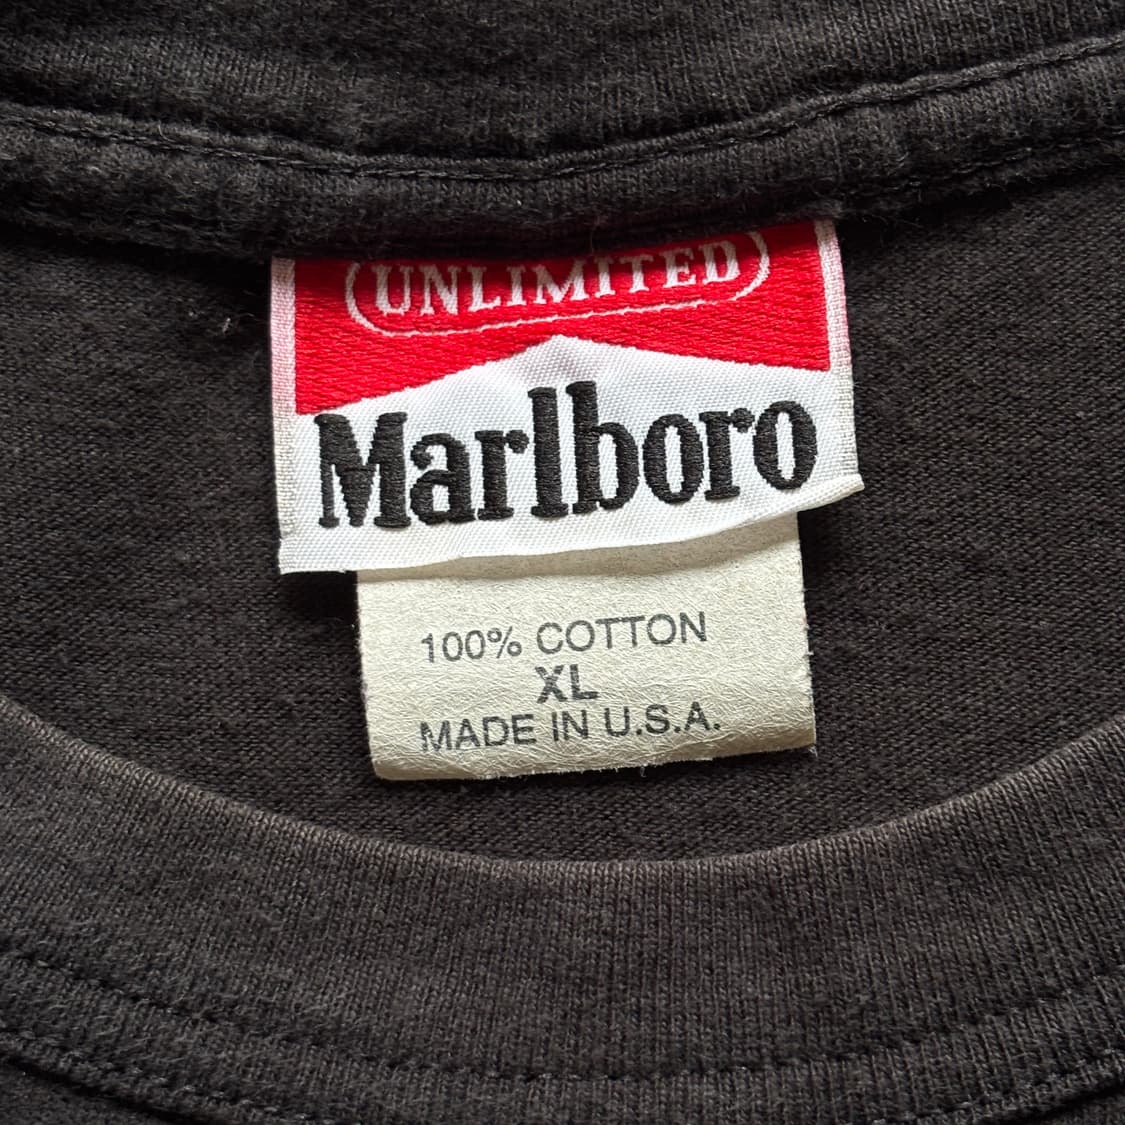 UNLIMITED
Marlboro
100% COTTON
XL
MADE IN U.S.A.